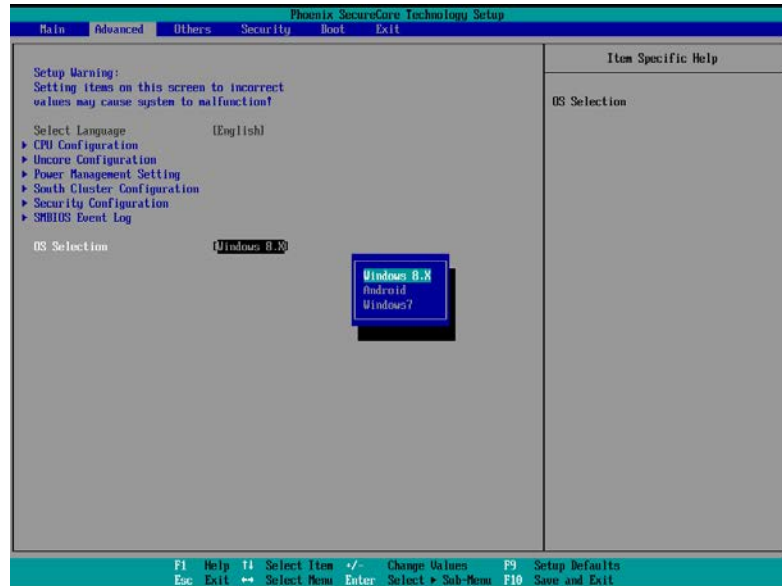 Phoenix SecureCore Technology Setup
Main Advanced Others Security Boot Exit
Setup Warning:
Setting items on this screen to incorrect
values may cause system to malfunction!
Select Language [English]
CPU Configuration
Uncore Configuration
Power Management Setting
South Cluster Configuration
Security Configuration
SMBIOS Event Log
OS Selection [Windows 8.X]
Windows 8.X
Android
Windows7
Item Specific Help
OS Selection
F1 Help ↑↓ Select Item +/- Change Values F9 Setup Defaults
Esc Exit ↔ Select Menu Enter Select ▶ Sub-Menu F10 Save and Exit